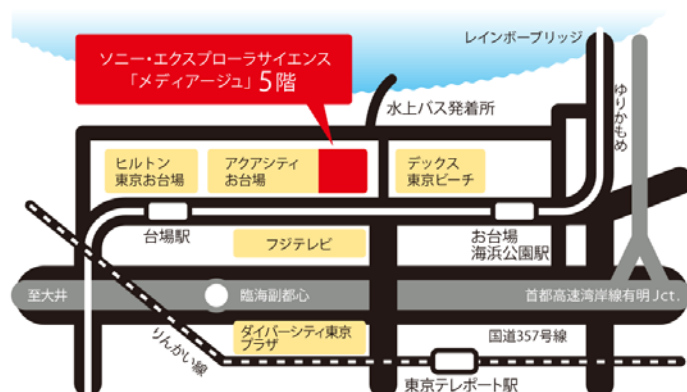 レインボーブリッジ
ソニー・エクスプローラサイエンス
「メディアージュ」5階
ゆりかもめ
水上バス発着所
ヒルトン
東京お台場
アクアシティ
お台場
デックス
東京ビーチ
台場駅
フジテレビ
お台場
海浜公園駅
至大井
臨海副都心
首都高速湾岸線有明Jct.
りんかい線
ダイバーシティ東京
プラザ
国道357号線
東京テレポート駅